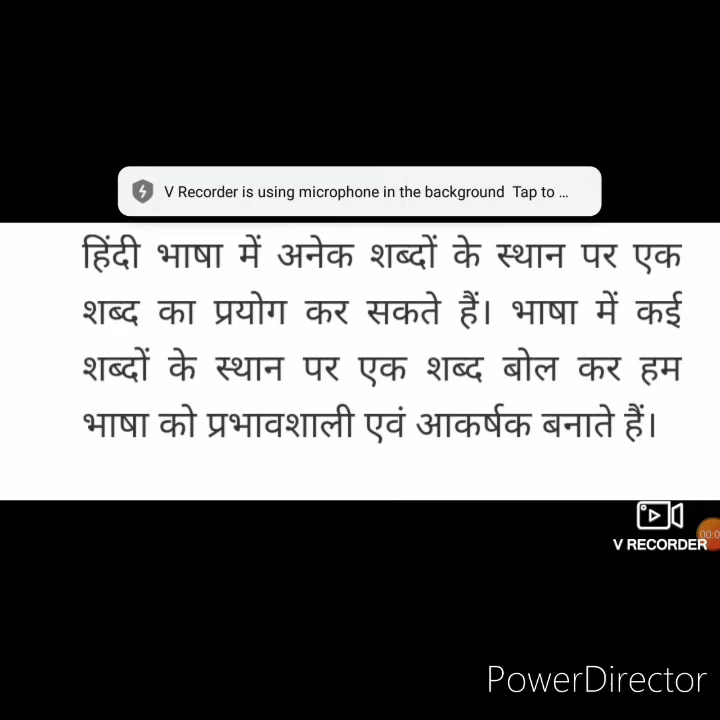 V Recorder is using microphone in the background Tap to ...
हिंदी भाषा में अनेक शब्दों के स्थान पर एक
शब्द का प्रयोग कर सकते हैं। भाषा में कई
शब्दों के स्थान पर एक शब्द बोल कर हम
भाषा को प्रभावशाली एवं आकर्षक बनाते हैं।
V RECORDER
PowerDirector